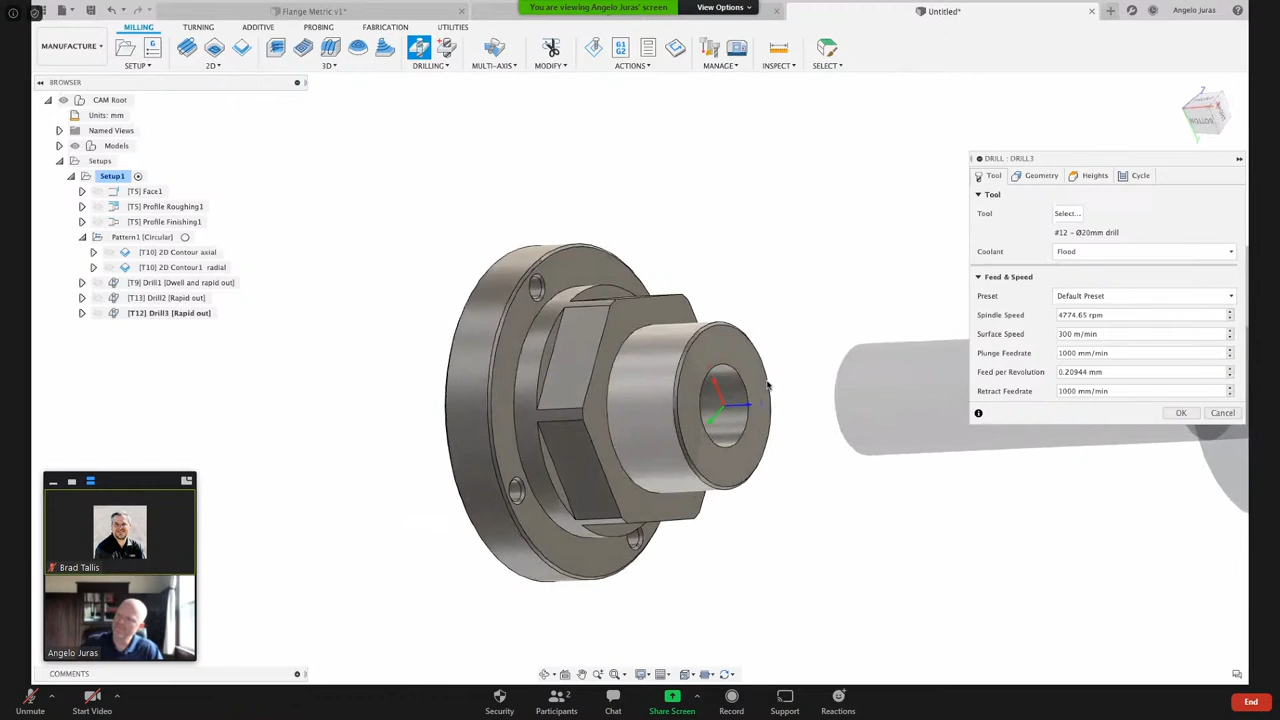 You are viewing Angelo Juras' screen
View Options
Flange Metric v1*
Untitled*
Angelo Juras
MILLING
TURNING
ADDITIVE
PROBING
FABRICATION
UTILITIES
MANUFACTURE
SETUP
2D
3D
DRILLING
MULTI-AXIS
MODIFY
ACTIONS
MANAGE
INSPECT
SELECT
G1
G2
BROWSER
CAM Root
Units: mm
Named Views
Models
Setups
Setup1
[T5] Face1
[T5] Profile Roughing1
[T5] Profile Finishing1
Pattern1 [Circular]
[T10] 2D Contour axial
[T10] 2D Contour1 radial
[T9] Drill1 [Dwell and rapid out]
[T13] Drill2 [Rapid out]
[T12] Drill3 [Rapid out]
Z
X
Y
BOTTOM
DRILL : DRILL3
Tool
Geometry
Heights
Cycle
Tool
Tool
Select...
#12 - Ø20mm drill
Coolant
Flood
Feed & Speed
Preset
Default Preset
Spindle Speed
4774.65 rpm
Surface Speed
300 m/min
Plunge Feedrate
1000 mm/min
Feed per Revolution
0.20944 mm
Retract Feedrate
1000 mm/min
OK
Cancel
Brad Tallis
Angelo Juras
COMMENTS
Unmute
Start Video
Security
2
Participants
Chat
Share Screen
Record
Support
Reactions
End